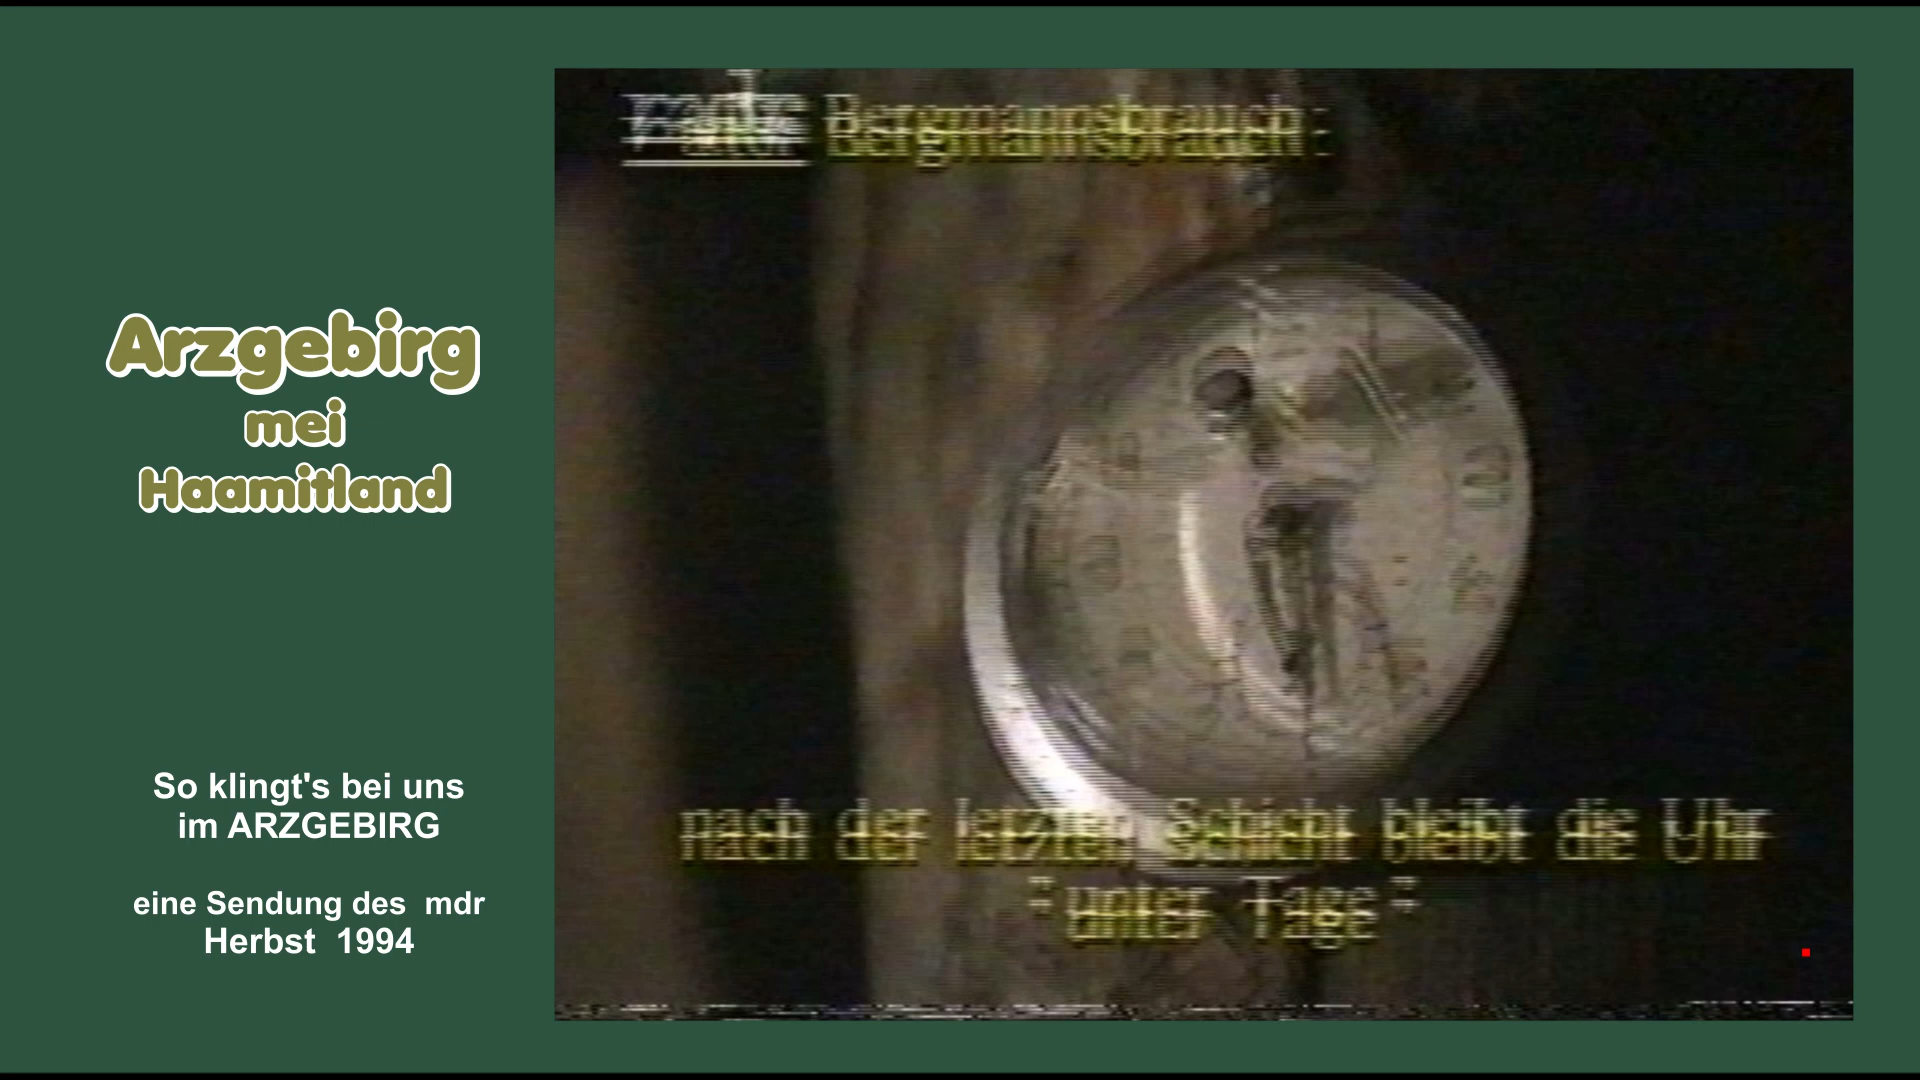 Arzgebirg
mei
Haamitland
So klingt's bei uns
im ARZGEBIRG
eine Sendung des mdr
Herbst 1994
alter Bergmannsbrauch:
nach der letzten Schicht bleibt die Uhr
"unter Tage"